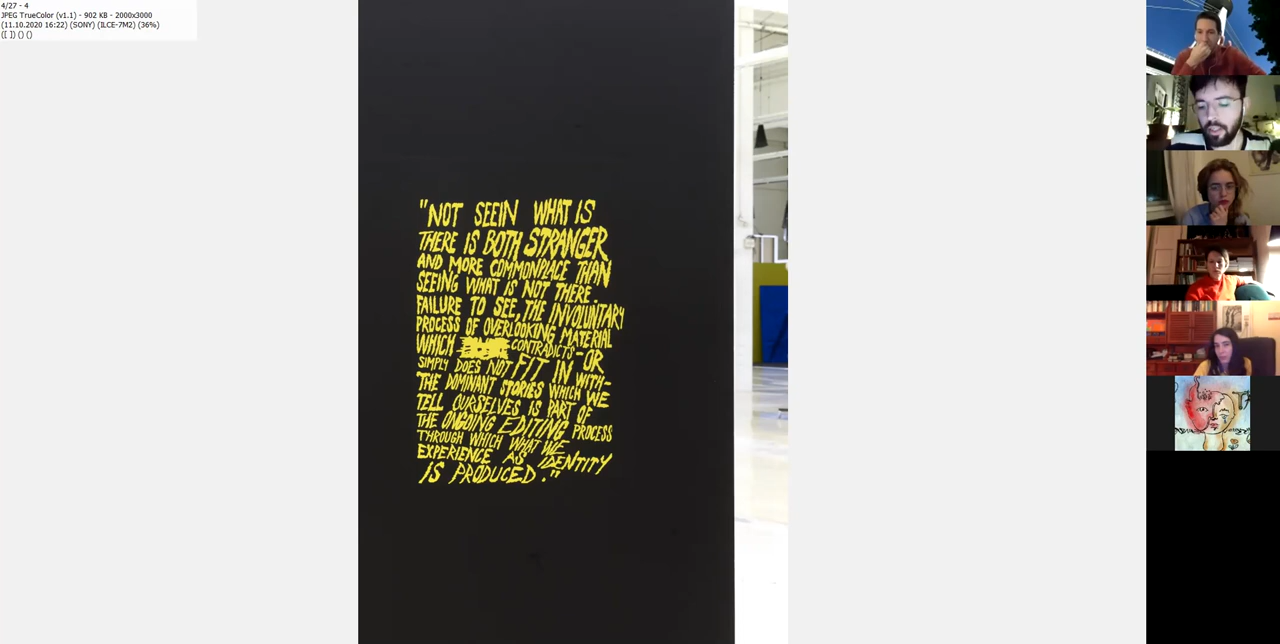 4/27 - 4
JPEG TrueColor (v1.1) - 902 KB - 2000x3000
(11.10.2020 16:22) (SONY) (ILCE-7M2) (36%)
([ ]) () ()
"NOT SEEIN WHAT IS
THERE IS BOTH STRANGER
AND MORE COMMONPLACE THAN
SEEING WHAT IS NOT THERE.
FAILURE TO SEE, THE INVOLUNTARY
PROCESS OF OVERLOOKING MATERIAL
WHICH CONTRADICTS - OR
SIMPLY DOES NOT FIT IN WITH -
THE DOMINANT STORIES WHICH WE
TELL OURSELVES IS PART OF
THE ONGOING EDITING PROCESS
THROUGH WHICH WHAT WE
EXPERIENCE AS IDENTITY
IS PRODUCED."